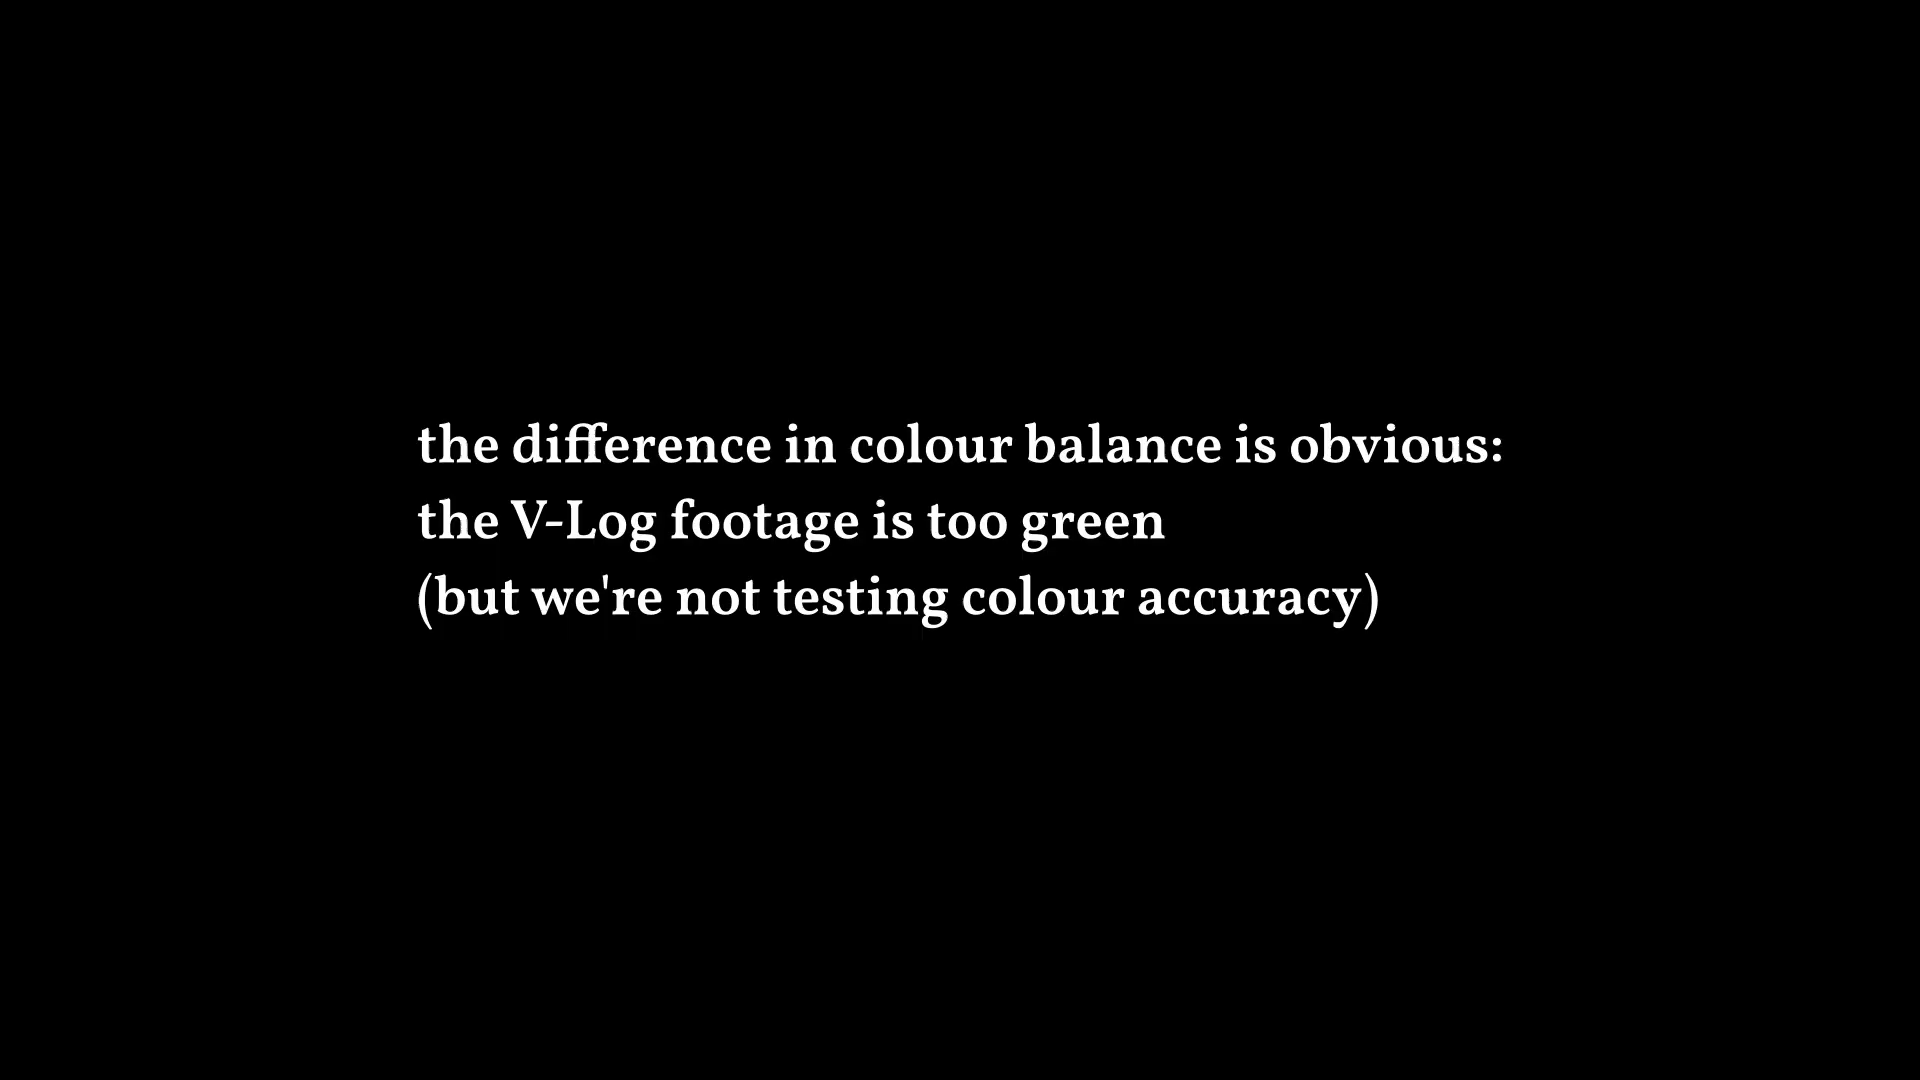 the difference in colour balance is obvious:
the V-Log footage is too green
(but we're not testing colour accuracy)